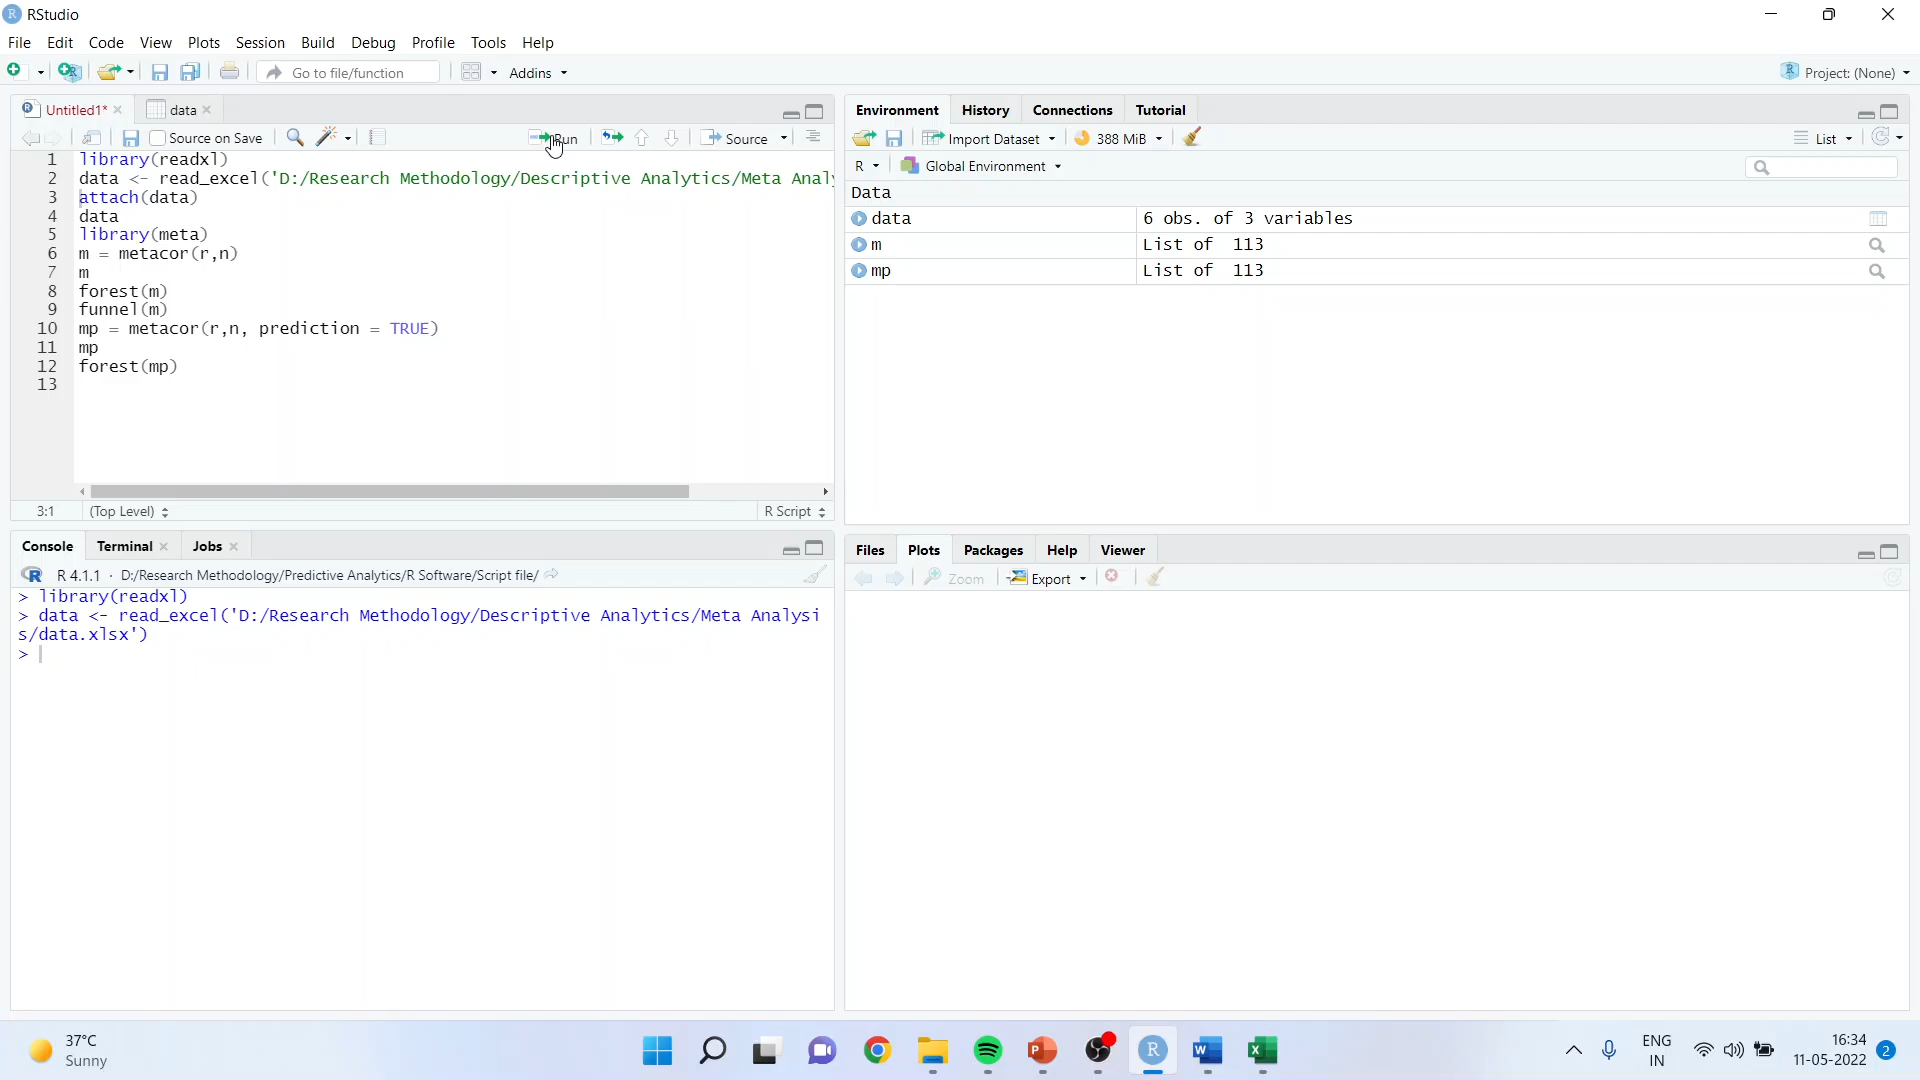 RStudio
File Edit Code View Plots Session Build Debug Profile Tools Help
Go to file/function Addins Project: (None)
Untitled1* data
Source on Save Run Source
1 library(readxl)
2 data <- read_excel('D:/Research Methodology/Descriptive Analytics/Meta Analy
3 attach(data)
4 data
5 library(meta)
6 m = metacor(r,n)
7 m
8 forest(m)
9 funnel(m)
10 mp = metacor(r,n, prediction = TRUE)
11 mp
12 forest(mp)
13
3:1 (Top Level) R Script
Console Terminal Jobs
R 4.1.1 · D:/Research Methodology/Predictive Analytics/R Software/Script file/
> library(readxl)
> data <- read_excel('D:/Research Methodology/Descriptive Analytics/Meta Analysi
s/data.xlsx')
>
Environment History Connections Tutorial
Import Dataset 388 MiB List
R Global Environment
Data
data 6 obs. of 3 variables
m List of 113
mp List of 113
Files Plots Packages Help Viewer
Zoom Export
37°C
Sunny
ENG
IN
16:34
11-05-2022
2